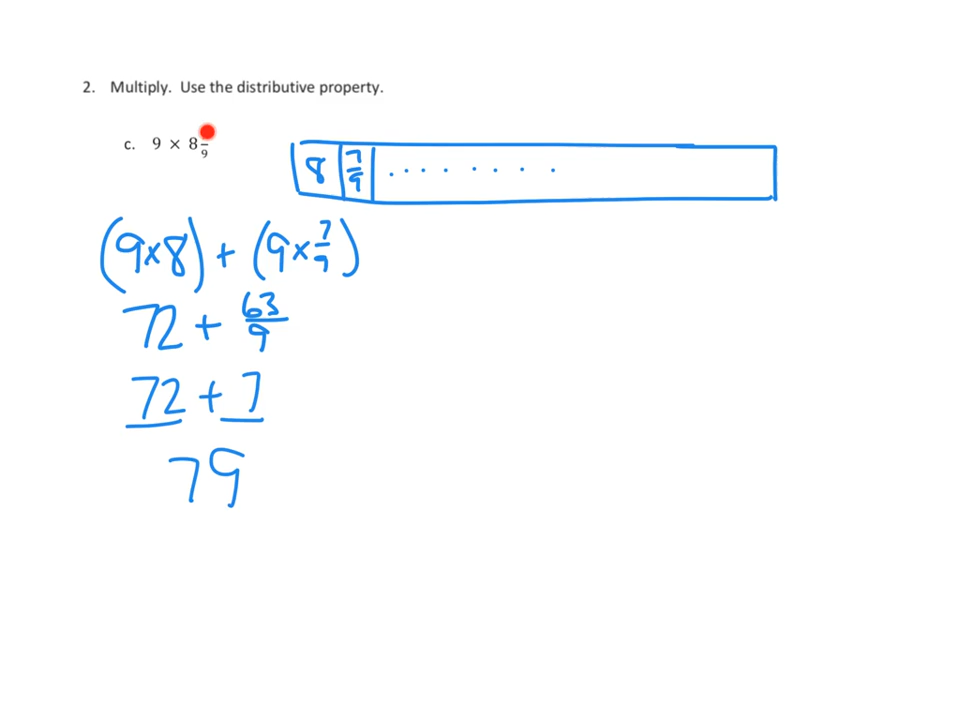 2. Multiply. Use the distributive property.
c. 9 × 8 –/9
8 7/9 . . . . . . . .
(9×8) + (9×7/9)
72 + 63/9
72 + 7
79